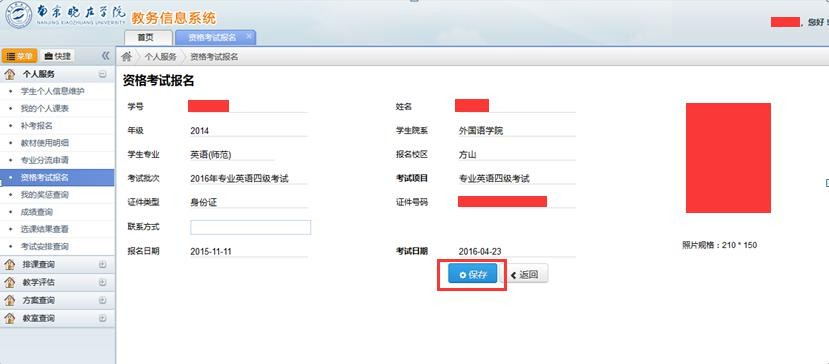 南京晓庄学院
NANJING XIAOZHUANG UNIVERSITY
教务信息系统
，您好！
首页
资格考试报名
菜单
快捷
个人服务
资格考试报名
个人服务
学生个人信息维护
我的个人课表
补考报名
教材使用明细
专业分流申请
资格考试报名
我的奖惩查询
成绩查询
选课结果查看
考试安排查询
排课查询
教学评估
方案查询
教室查询
资格考试报名
学号
姓名
年级 2014 学生院系 外国语学院
学生专业 英语(师范) 报名校区 方山
考试批次 2016年专业英语四级考试 考试项目 专业英语四级考试
证件类型 身份证 证件号码
联系方式
报名日期 2015-11-11 考试日期 2016-04-23
照片规格：210 * 150
保存 返回